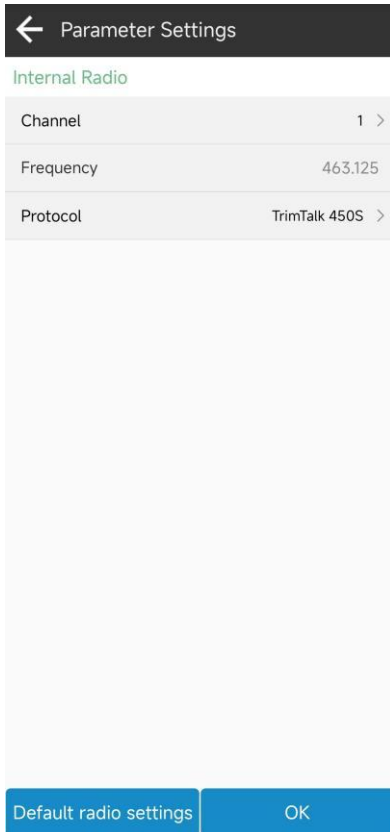 Parameter Settings
Internal Radio
Channel 1
Frequency 463.125
Protocol TrimTalk 450S
Default radio settings OK